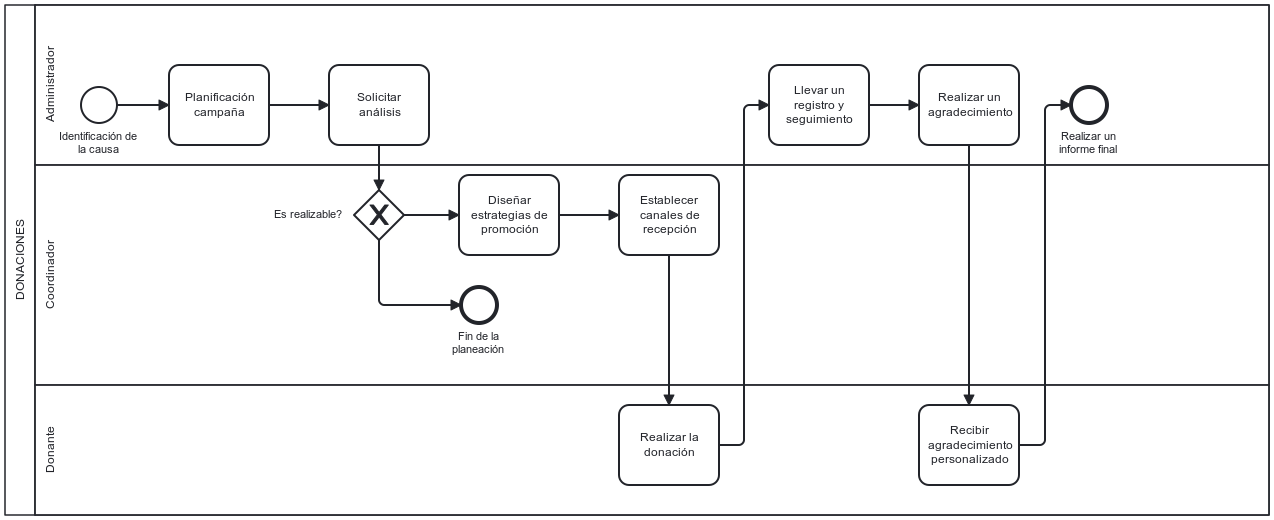 DONACIONES
Administrador
Identificación de
la causa
Planificación
campaña
Solicitar
análisis
Llevar un
registro y
seguimiento
Realizar un
agradecimiento
Realizar un
informe final
Coordinador
Es realizable?
Diseñar
estrategias de
promoción
Establecer
canales de
recepción
Fin de la
planeación
Donante
Realizar la
donación
Recibir
agradecimiento
personalizado